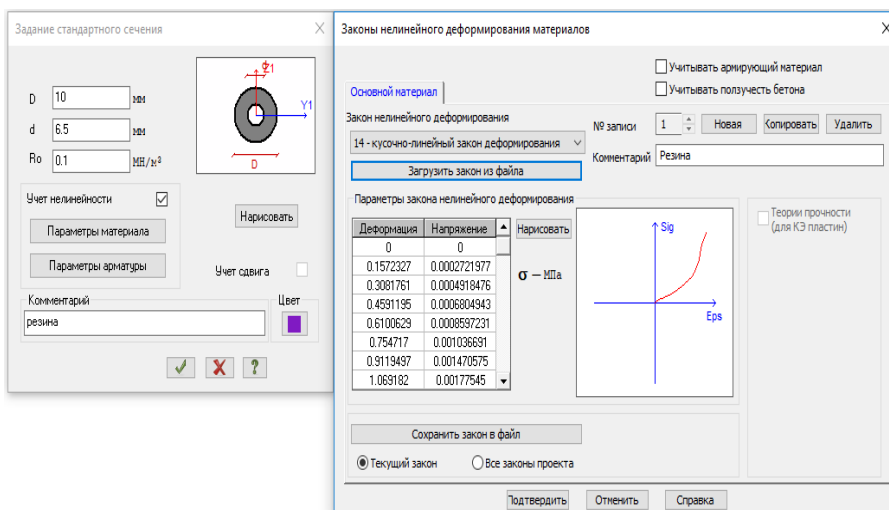 Задание стандартного сечения
D 10 мм
d 6.5 мм
Ro 0.1 МН/м³
Z1
Y1
D
Учет нелинейности
Параметры материала
Параметры арматуры
Нарисовать
Учет сдвига
Комментарий
резина
Цвет
?
Законы нелинейного деформирования материалов
Учитывать армирующий материал
Учитывать ползучесть бетона
Основной материал
Закон нелинейного деформирования
14 - кусочно-линейный закон деформирования
Загрузить закон из файла
№ записи 1 Новая Копировать Удалить
Комментарий Резина
Параметры закона нелинейного деформирования
Деформация Напряжение
0 0
0.1572327 0.0002721977
0.3081761 0.0004918476
0.4591195 0.0006804943
0.6100629 0.0008597231
0.754717 0.001036691
0.9119497 0.001470575
1.069182 0.00177545
Нарисовать
σ — МПа
Sig
Eps
Теории прочности
(для КЭ пластин)
Сохранить закон в файл
Текущий закон Все законы проекта
Подтвердить Отменить Справка